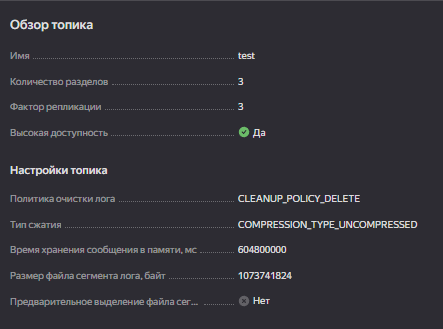 Обзор топика
Имя test
Количество разделов 3
Фактор репликации 3
Высокая доступность Да
Настройки топика
Политика очистки лога CLEANUP_POLICY_DELETE
Тип сжатия COMPRESSION_TYPE_UNCOMPRESSED
Время хранения сообщения в памяти, мс 604800000
Размер файла сегмента лога, байт 1073741824
Предварительное выделение файла сег... Нет